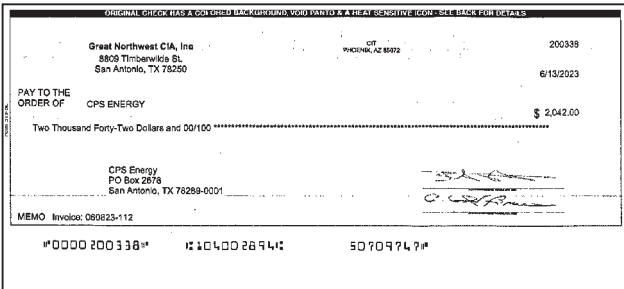 ORIGINAL CHECK HAS A COLORED BACKGROUND, VOID PANTO & A HEAT SENSITIVE ICON - SEE BACK FOR DETAILS
Great Northwest CIA, Inc
8809 Timberwilde St.
San Antonio, TX 78250
CIT
PHOENIX, AZ 85072
200338
6/13/2023
PAY TO THE
ORDER OF CPS ENERGY
$ 2,042.00
Two Thousand Forty-Two Dollars and 00/100
CPS Energy
PO Box 2678
San Antonio, TX 78289-0001
MEMO Invoice: 060823-112
⑈0000200338⑈ ⑆104002894⑆ 50709747⑈